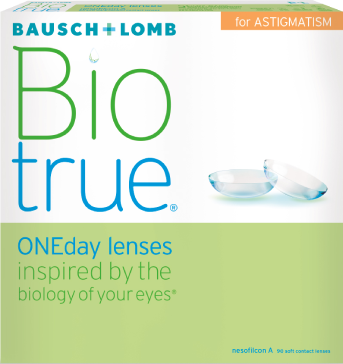 for ASTIGMATISM
BAUSCH + LOMB
Bio
true®
ONEday lenses
inspired by the
biology of your eyes®
nesofilcon A 90 soft contact lenses